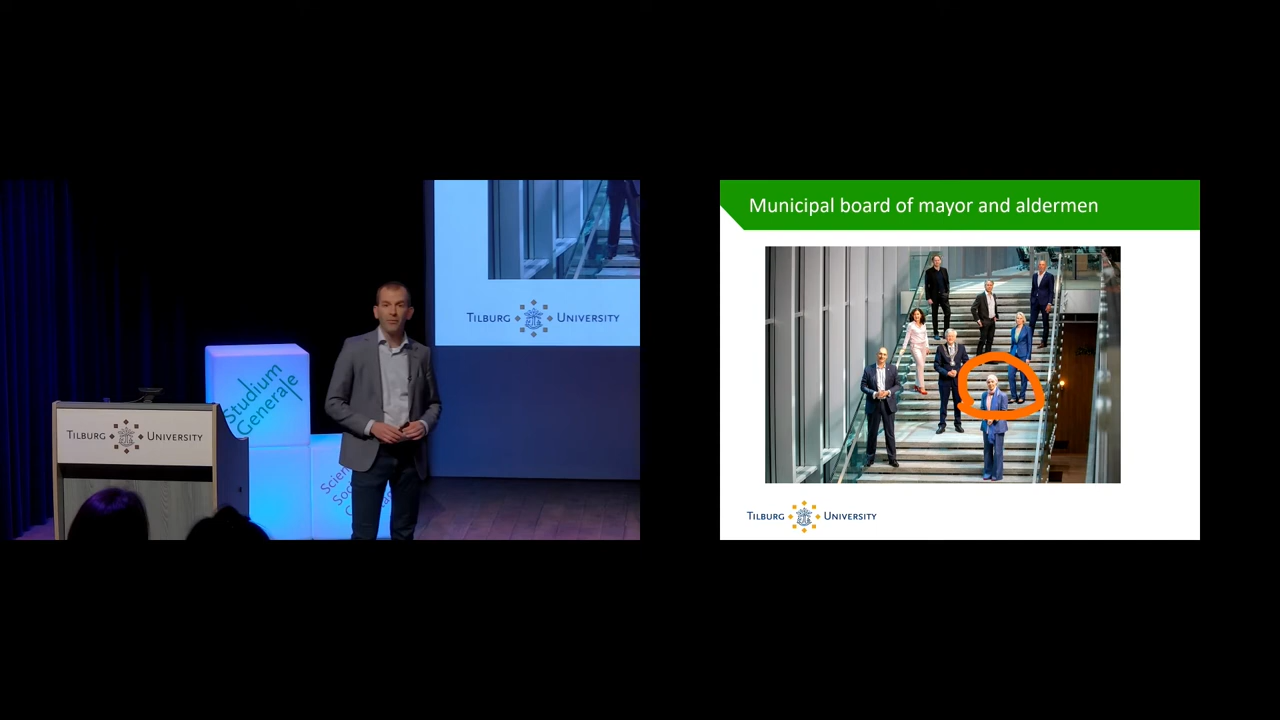 TILBURG UNIVERSITY
Studium
Generale
TILBURG UNIVERSITY
Municipal board of mayor and aldermen
TILBURG UNIVERSITY